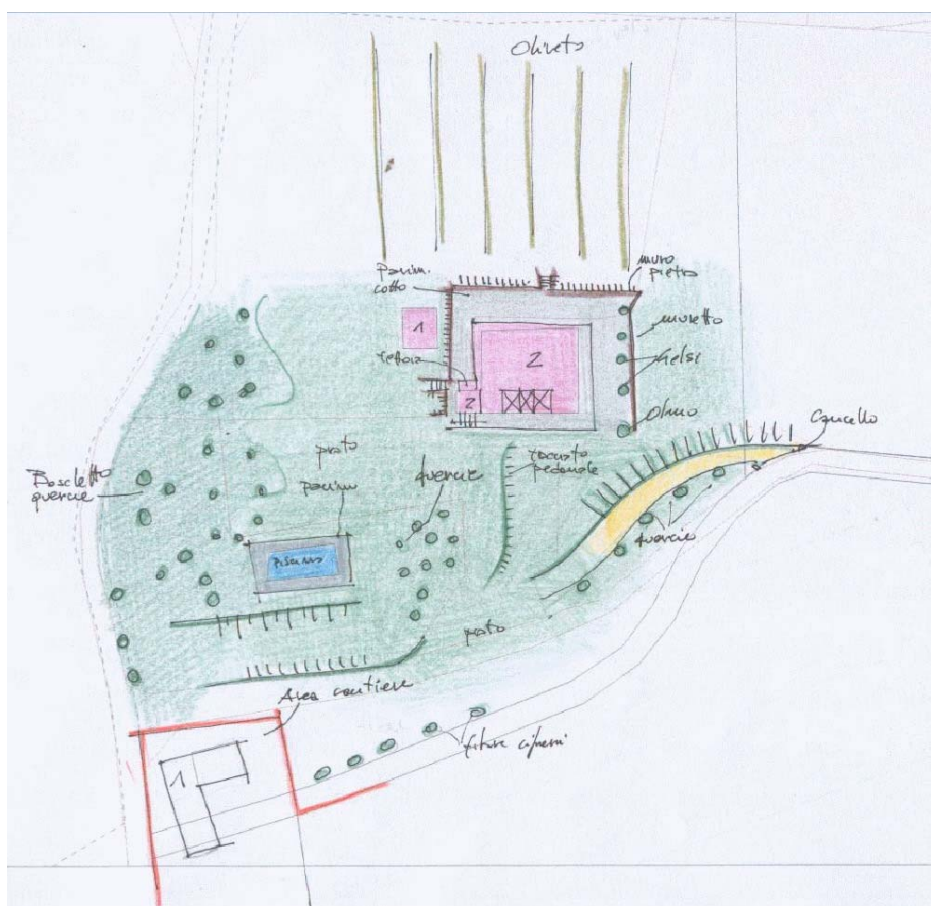 Oliveto
muro
pietra
pavim.
cotto
muretto
1
gelsi
2
tettoia
2
Olmo
Cancello
prato
tracciato
pedonale
Boschetto
querce
querce
pavim
piscina
querce
prato
Area cantiere
1
future cipressi